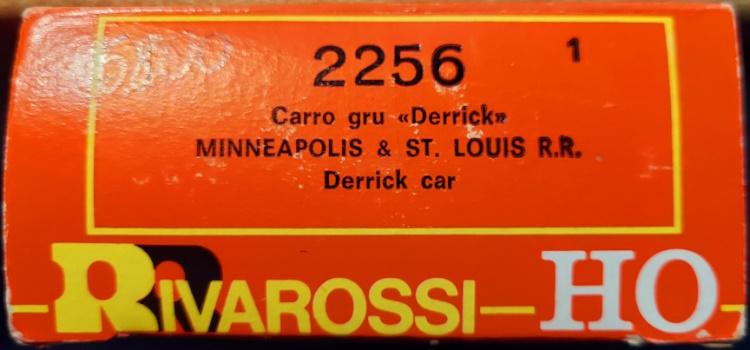 2256 1
Carro gru «Derrick»
MINNEAPOLIS & ST. LOUIS R.R.
Derrick car
RIVAROSSI HO